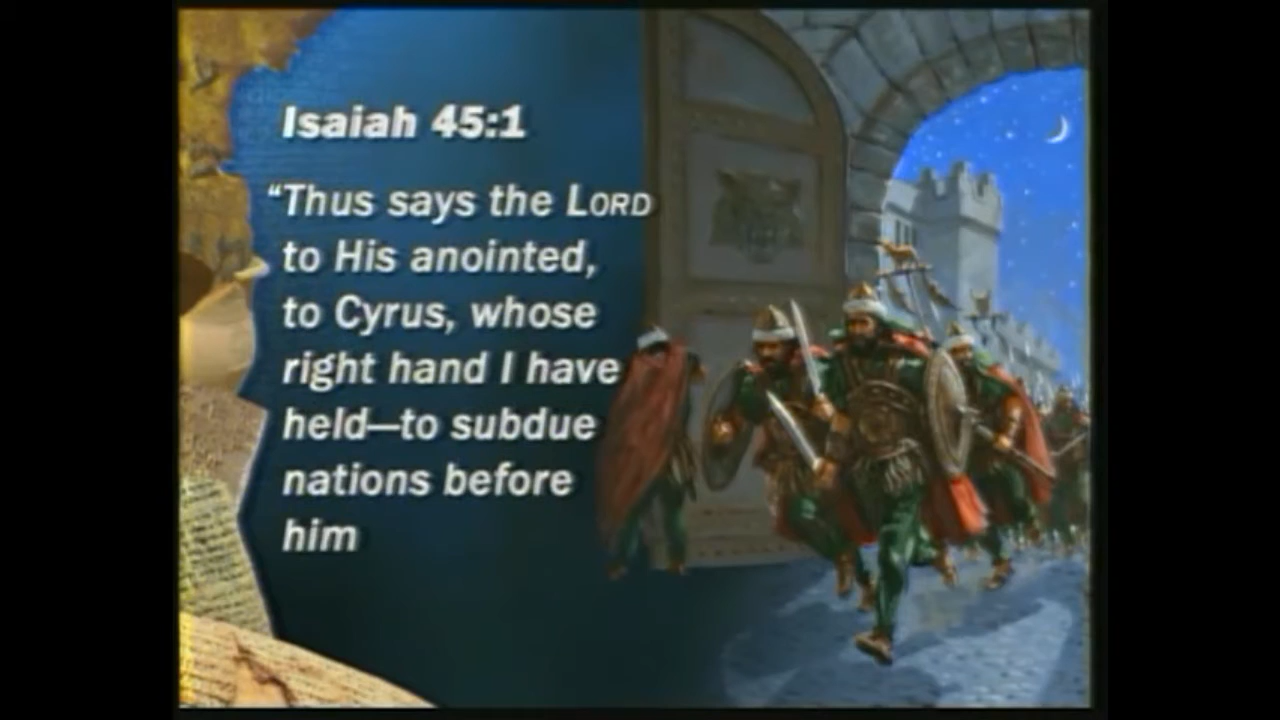 Isaiah 45:1
“Thus says the LORD
to His anointed,
to Cyrus, whose
right hand I have
held—to subdue
nations before
him